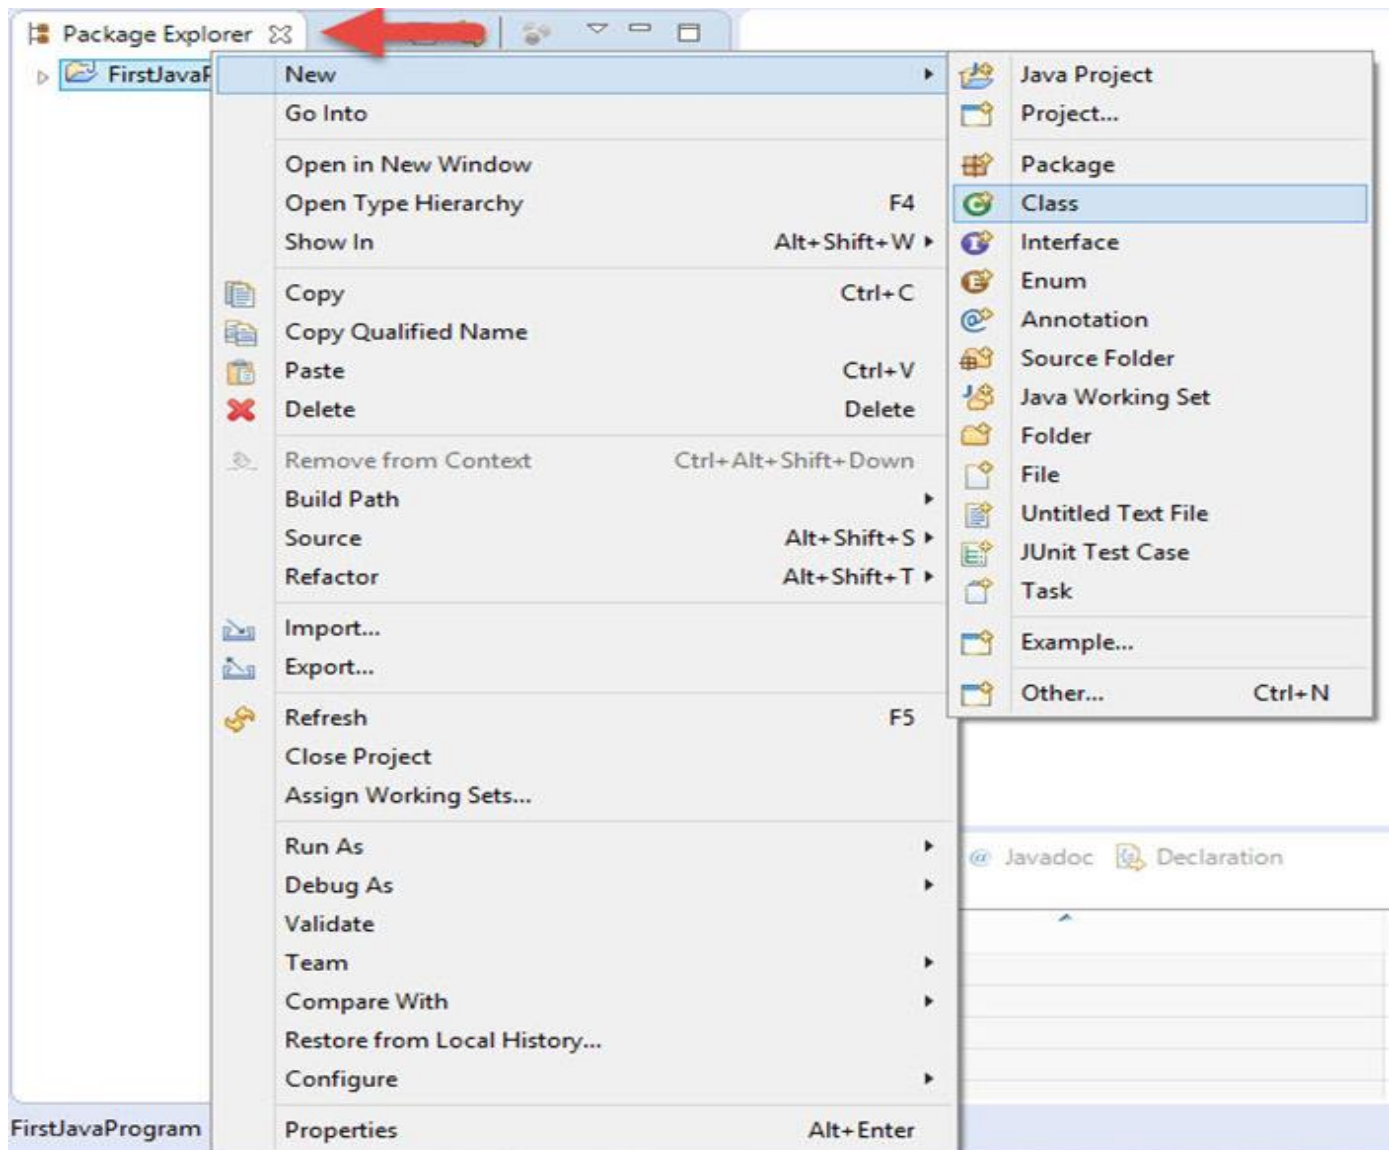 Package Explorer
FirstJavaP
New
Go Into
Open in New Window
Open Type Hierarchy F4
Show In Alt+Shift+W
Copy Ctrl+C
Copy Qualified Name
Paste Ctrl+V
Delete Delete
Remove from Context Ctrl+Alt+Shift+Down
Build Path
Source Alt+Shift+S
Refactor Alt+Shift+T
Import...
Export...
Refresh F5
Close Project
Assign Working Sets...
Run As
Debug As
Validate
Team
Compare With
Restore from Local History...
Configure
Properties Alt+Enter
Java Project
Project...
Package
Class
Interface
Enum
Annotation
Source Folder
Java Working Set
Folder
File
Untitled Text File
JUnit Test Case
Task
Example...
Other... Ctrl+N
@ Javadoc Declaration
FirstJavaProgram